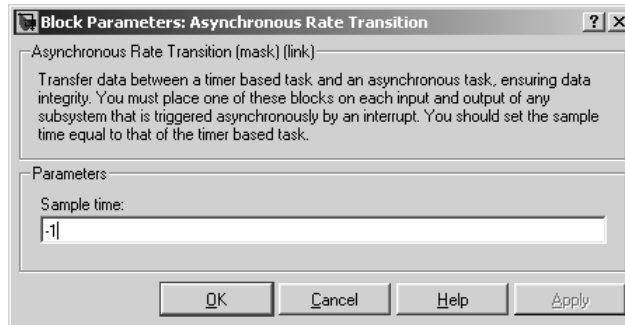 Block Parameters: Asynchronous Rate Transition
Asynchronous Rate Transition (mask) (link)
Transfer data between a timer based task and an asynchronous task, ensuring data
integrity. You must place one of these blocks on each input and output of any
subsystem that is triggered asynchronously by an interrupt. You should set the sample
time equal to that of the timer based task.
Parameters
Sample time:
-1
OK Cancel Help Apply